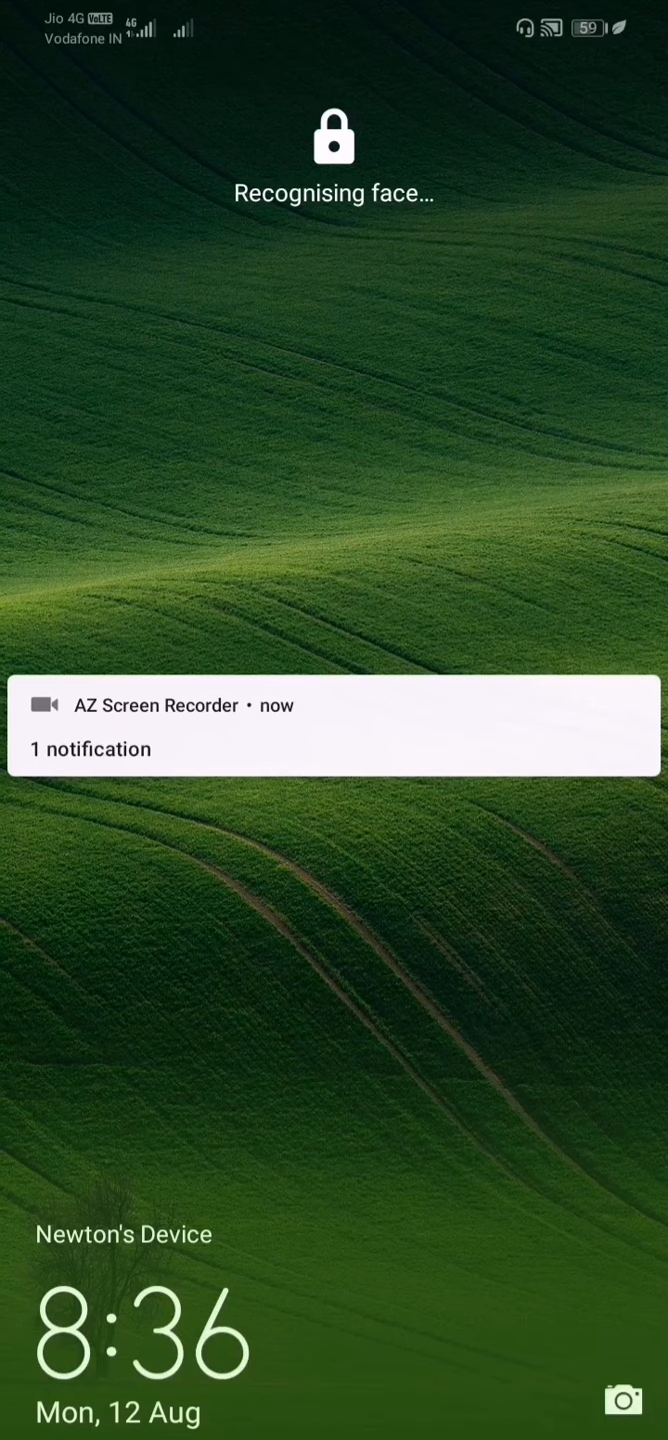 Jio 4G VoLTE
Vodafone IN
4G
59
Recognising face...
AZ Screen Recorder • now
1 notification
Newton's Device
8:36
Mon, 12 Aug